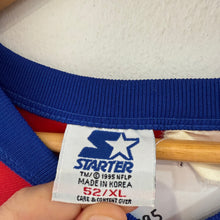 STARTER
TM/© 1995 NFLP
MADE IN KOREA
52/XL
CARE & CONTENT OVER